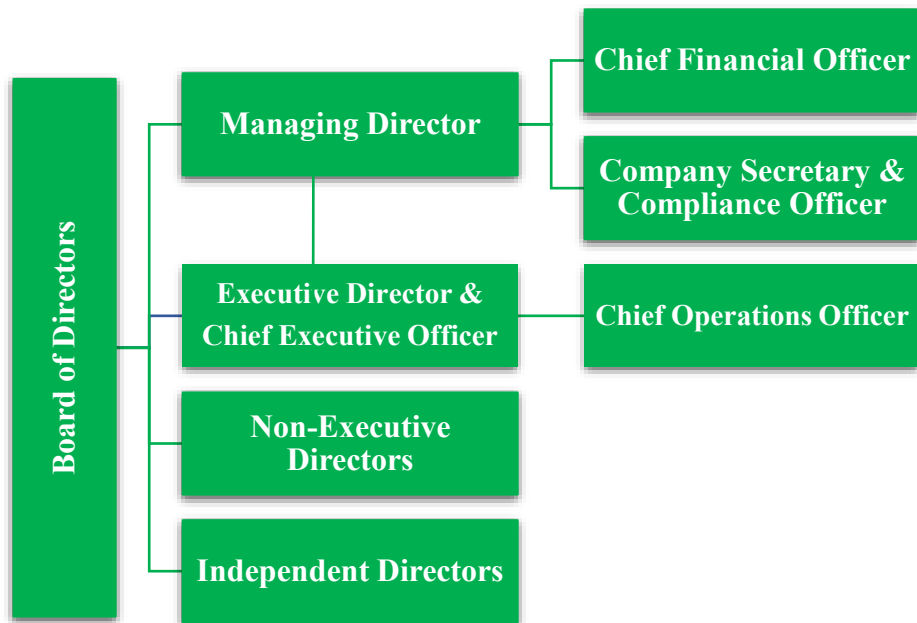 Board of Directors
Managing Director
Chief Financial Officer
Company Secretary &
Compliance Officer
Executive Director &
Chief Executive Officer
Chief Operations Officer
Non-Executive
Directors
Independent Directors